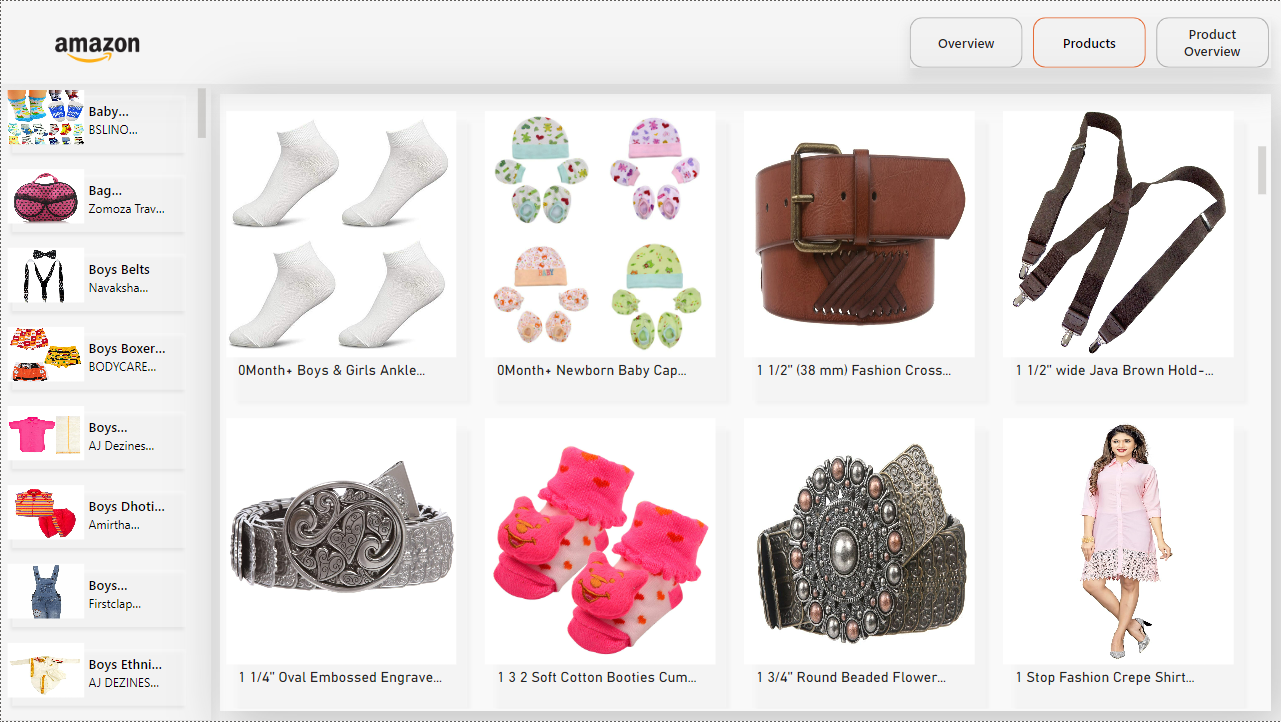 amazon
Overview
Products
Product
Overview
Baby...
BSLINO...
Bag...
Zomoza Trav...
Boys Belts
Navaksha...
Boys Boxer...
BODYCARE...
Boys...
AJ Dezines...
Boys Dhoti...
Amirtha...
Boys...
Firstclap...
Boys Ethni...
AJ DEZINES...
0Month+ Boys & Girls Ankle...
0Month+ Newborn Baby Cap...
1 1/2" (38 mm) Fashion Cross...
1 1/2" wide Java Brown Hold-...
1 1/4" Oval Embossed Engrave...
1 3 2 Soft Cotton Booties Cum...
1 3/4" Round Beaded Flower...
1 Stop Fashion Crepe Shirt...